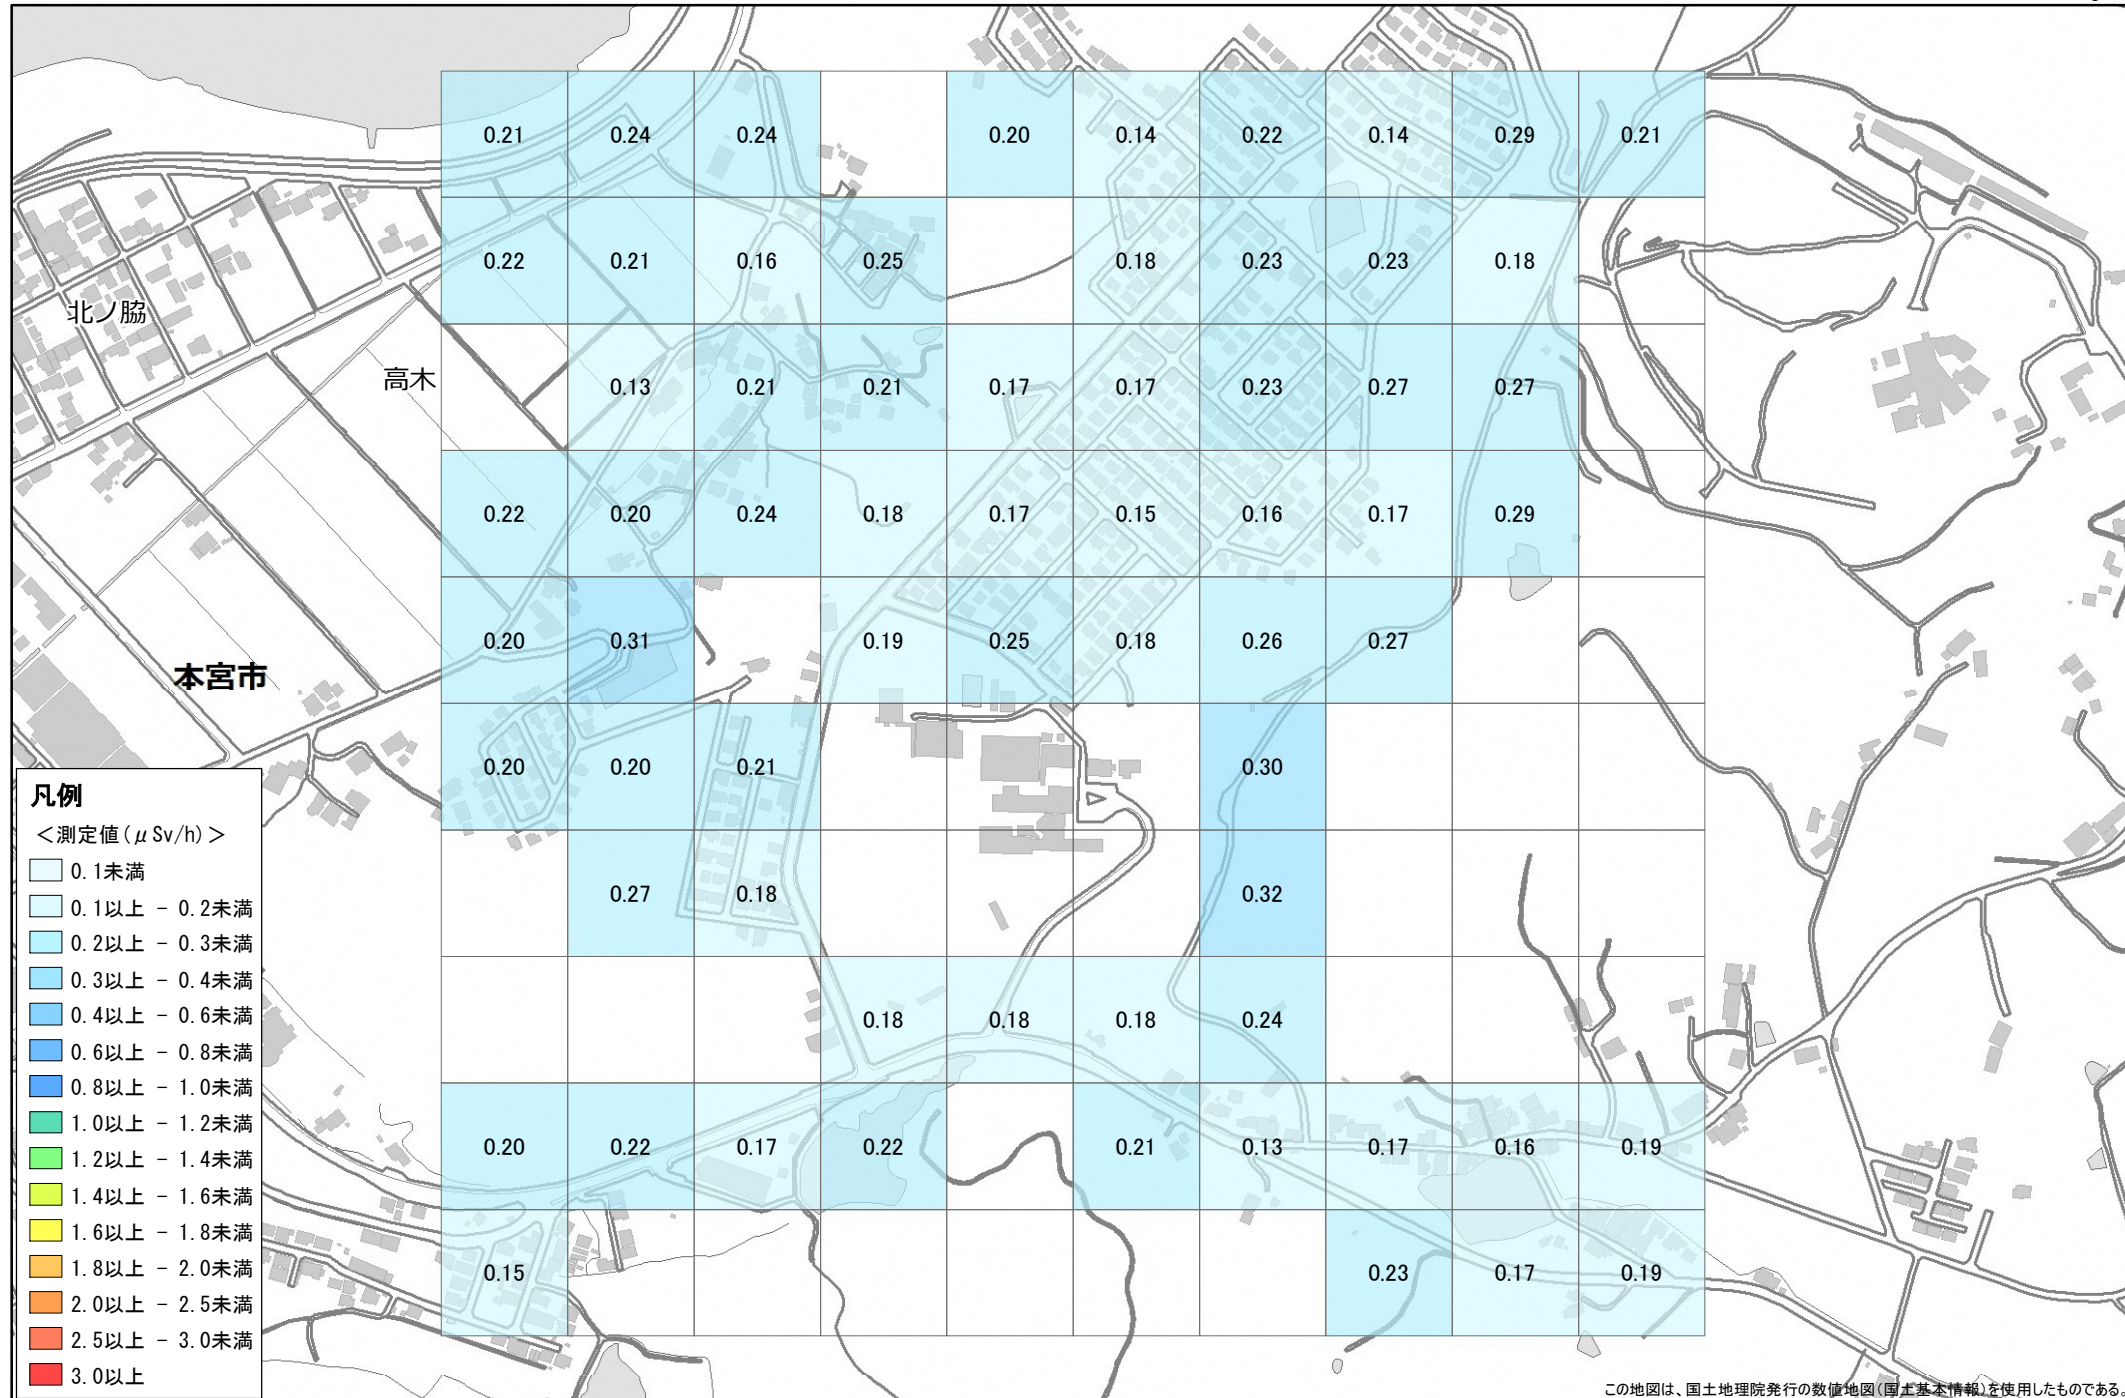 0.21 0.24 0.24 0.20 0.14 0.22 0.14 0.29 0.21
0.22 0.21 0.16 0.25 0.18 0.23 0.23 0.18
北ノ脇
高木
0.13 0.21 0.21 0.17 0.17 0.23 0.27 0.27
0.22 0.20 0.24 0.18 0.17 0.15 0.16 0.17 0.29
0.20 0.31 0.19 0.25 0.18 0.26 0.27
本宮市
0.20 0.20 0.21 0.30
0.27 0.18 0.32
0.18 0.18 0.18 0.24
0.20 0.22 0.17 0.22 0.21 0.13 0.17 0.16 0.19
0.15 0.23 0.17 0.19
凡例
<測定値(μSv/h)>
0.1未満
0.1以上 - 0.2未満
0.2以上 - 0.3未満
0.3以上 - 0.4未満
0.4以上 - 0.6未満
0.6以上 - 0.8未満
0.8以上 - 1.0未満
1.0以上 - 1.2未満
1.2以上 - 1.4未満
1.4以上 - 1.6未満
1.6以上 - 1.8未満
1.8以上 - 2.0未満
2.0以上 - 2.5未満
2.5以上 - 3.0未満
3.0以上
この地図は、国土地理院発行の数値地図(国土基本情報)を使用したものである。